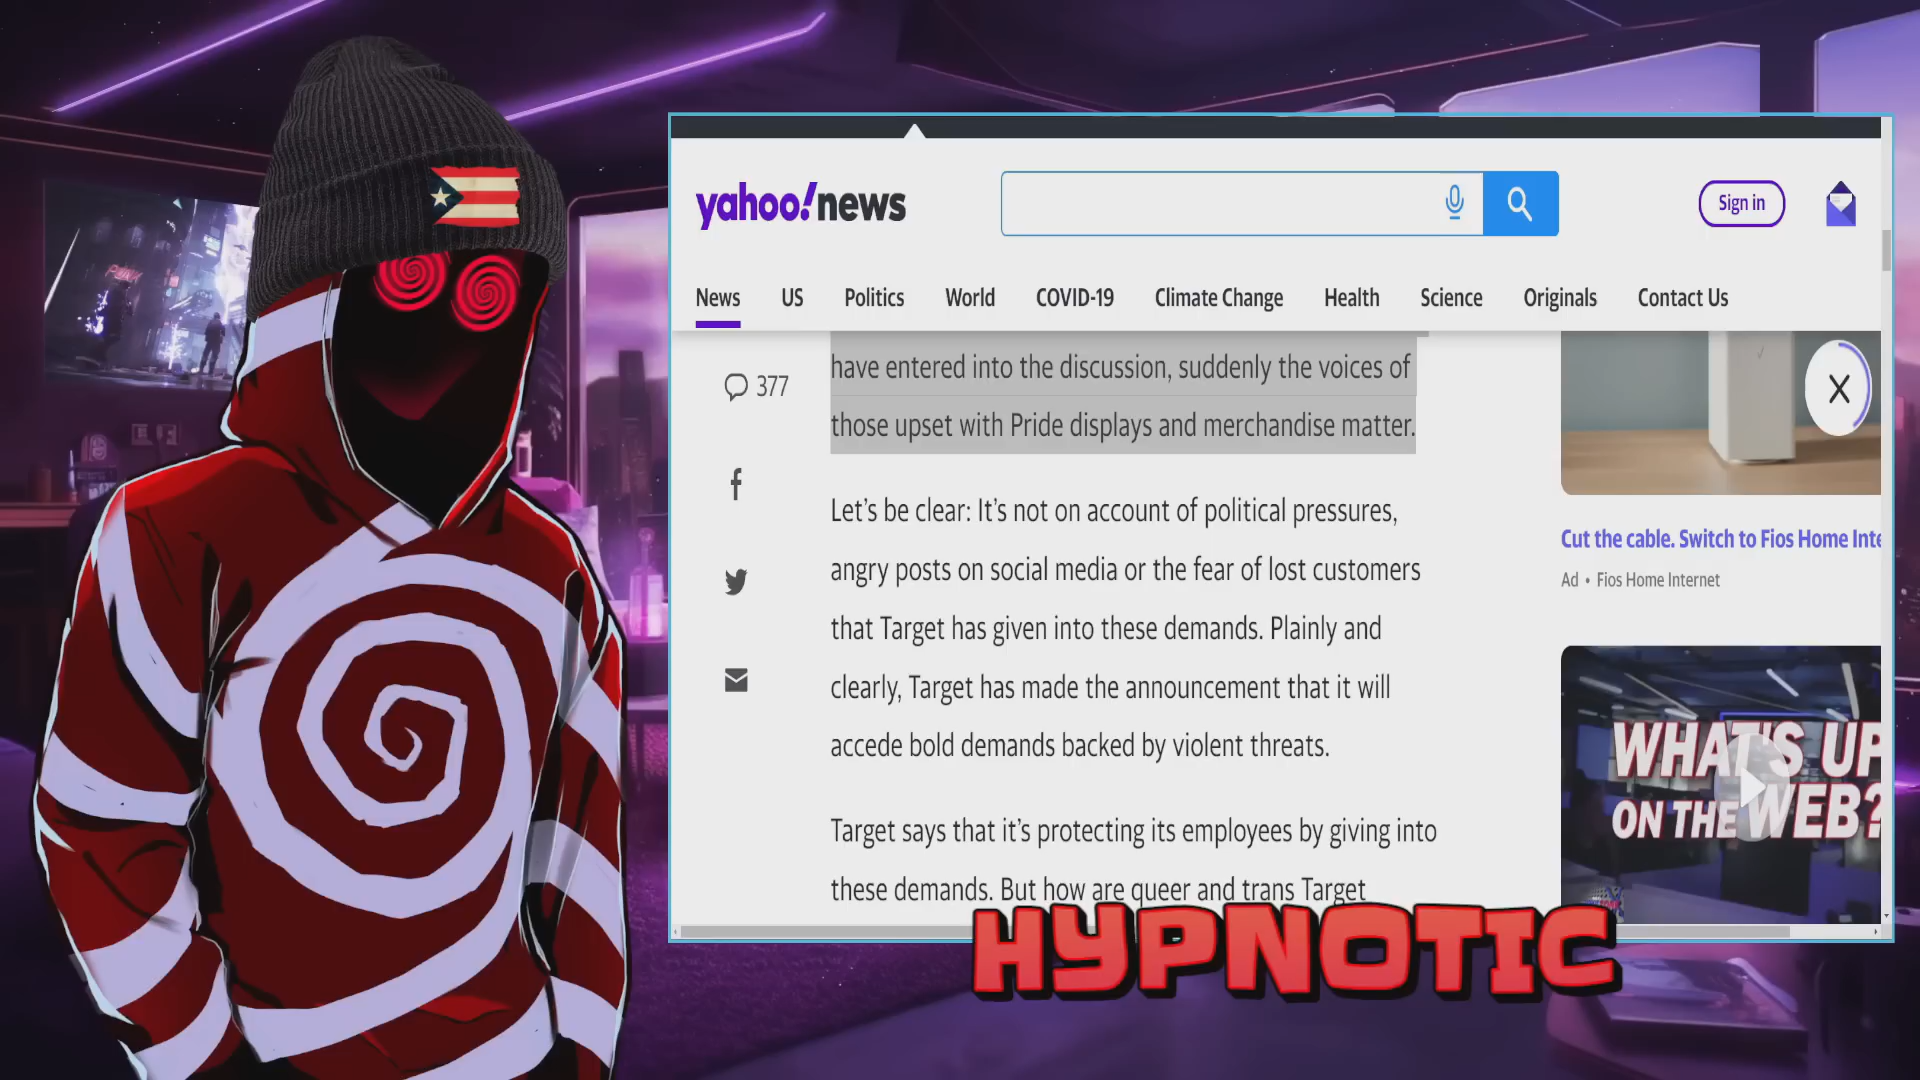 yahoo!news
Sign in
News US Politics World COVID-19 Climate Change Health Science Originals Contact Us
377
have entered into the discussion, suddenly the voices of
those upset with Pride displays and merchandise matter.
Let's be clear: It's not on account of political pressures,
angry posts on social media or the fear of lost customers
that Target has given into these demands. Plainly and
clearly, Target has made the announcement that it will
accede bold demands backed by violent threats.
Target says that it's protecting its employees by giving into
these demands. But how are queer and trans Target
X
Cut the cable. Switch to Fios Home Inte
Ad • Fios Home Internet
WHAT'S UP
ON THE WEB?
HYPNOTIC